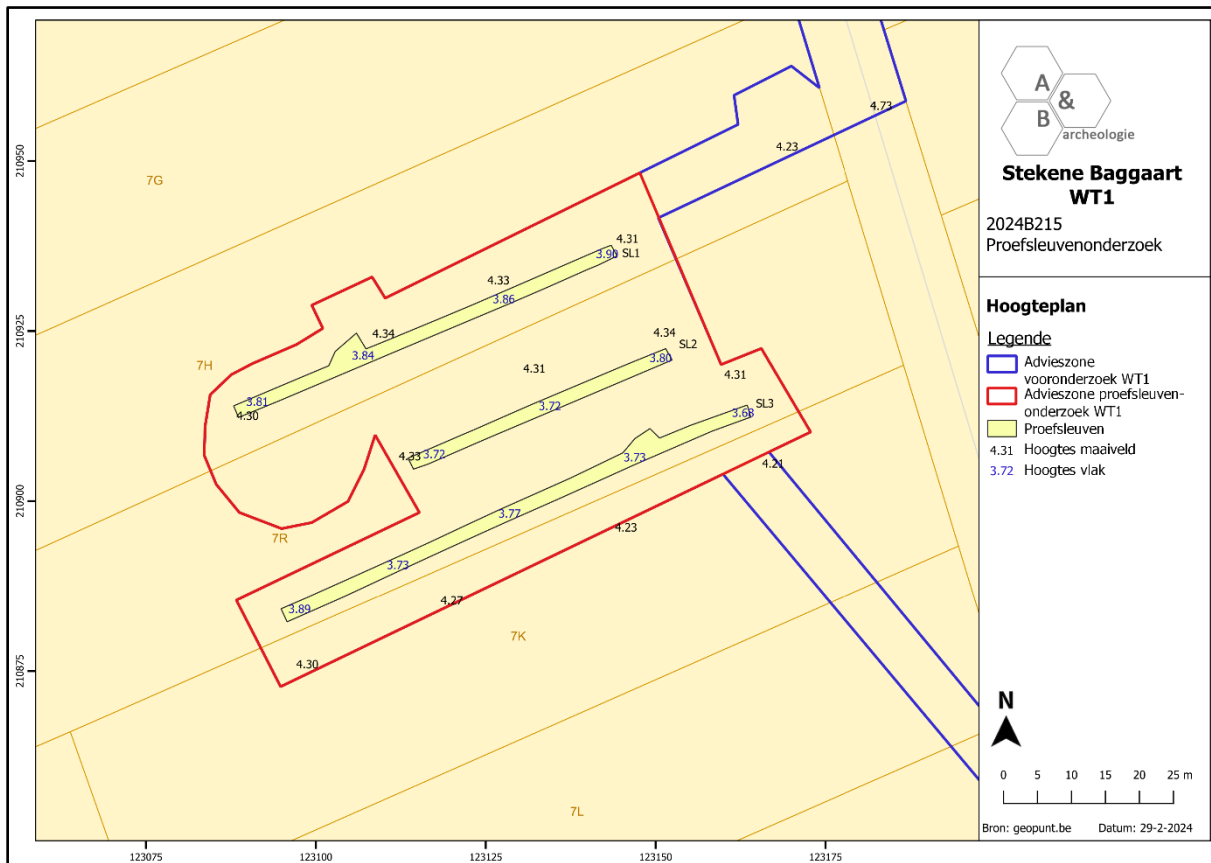 4.73
4.23
210950
7G
4.31
3.90 SL1
4.33
3.86
210925
4.34
4.34
SL2
3.84
3.80
7H
4.31
4.31
3.81
4.30
3.72
3.68
SL3
4.33
3.72
3.73
4.21
210900
3.77
4.23
7R
3.73
3.89
4.27
7K
4.30
210875
7L
123075
123100
123125
123150
123175
A
&
B
archeologie
Stekene Baggaart
WT1
2024B215
Proefsleuvenonderzoek
Hoogteplan
Legende
Advieszone
vooronderzoek WT1
Advieszone proefsleuven-
onderzoek WT1
Proefsleuven
4.31 Hoogtes maaiveld
3.72 Hoogtes vlak
N
0 5 10 15 20 25 m
Bron: geopunt.be Datum: 29-2-2024